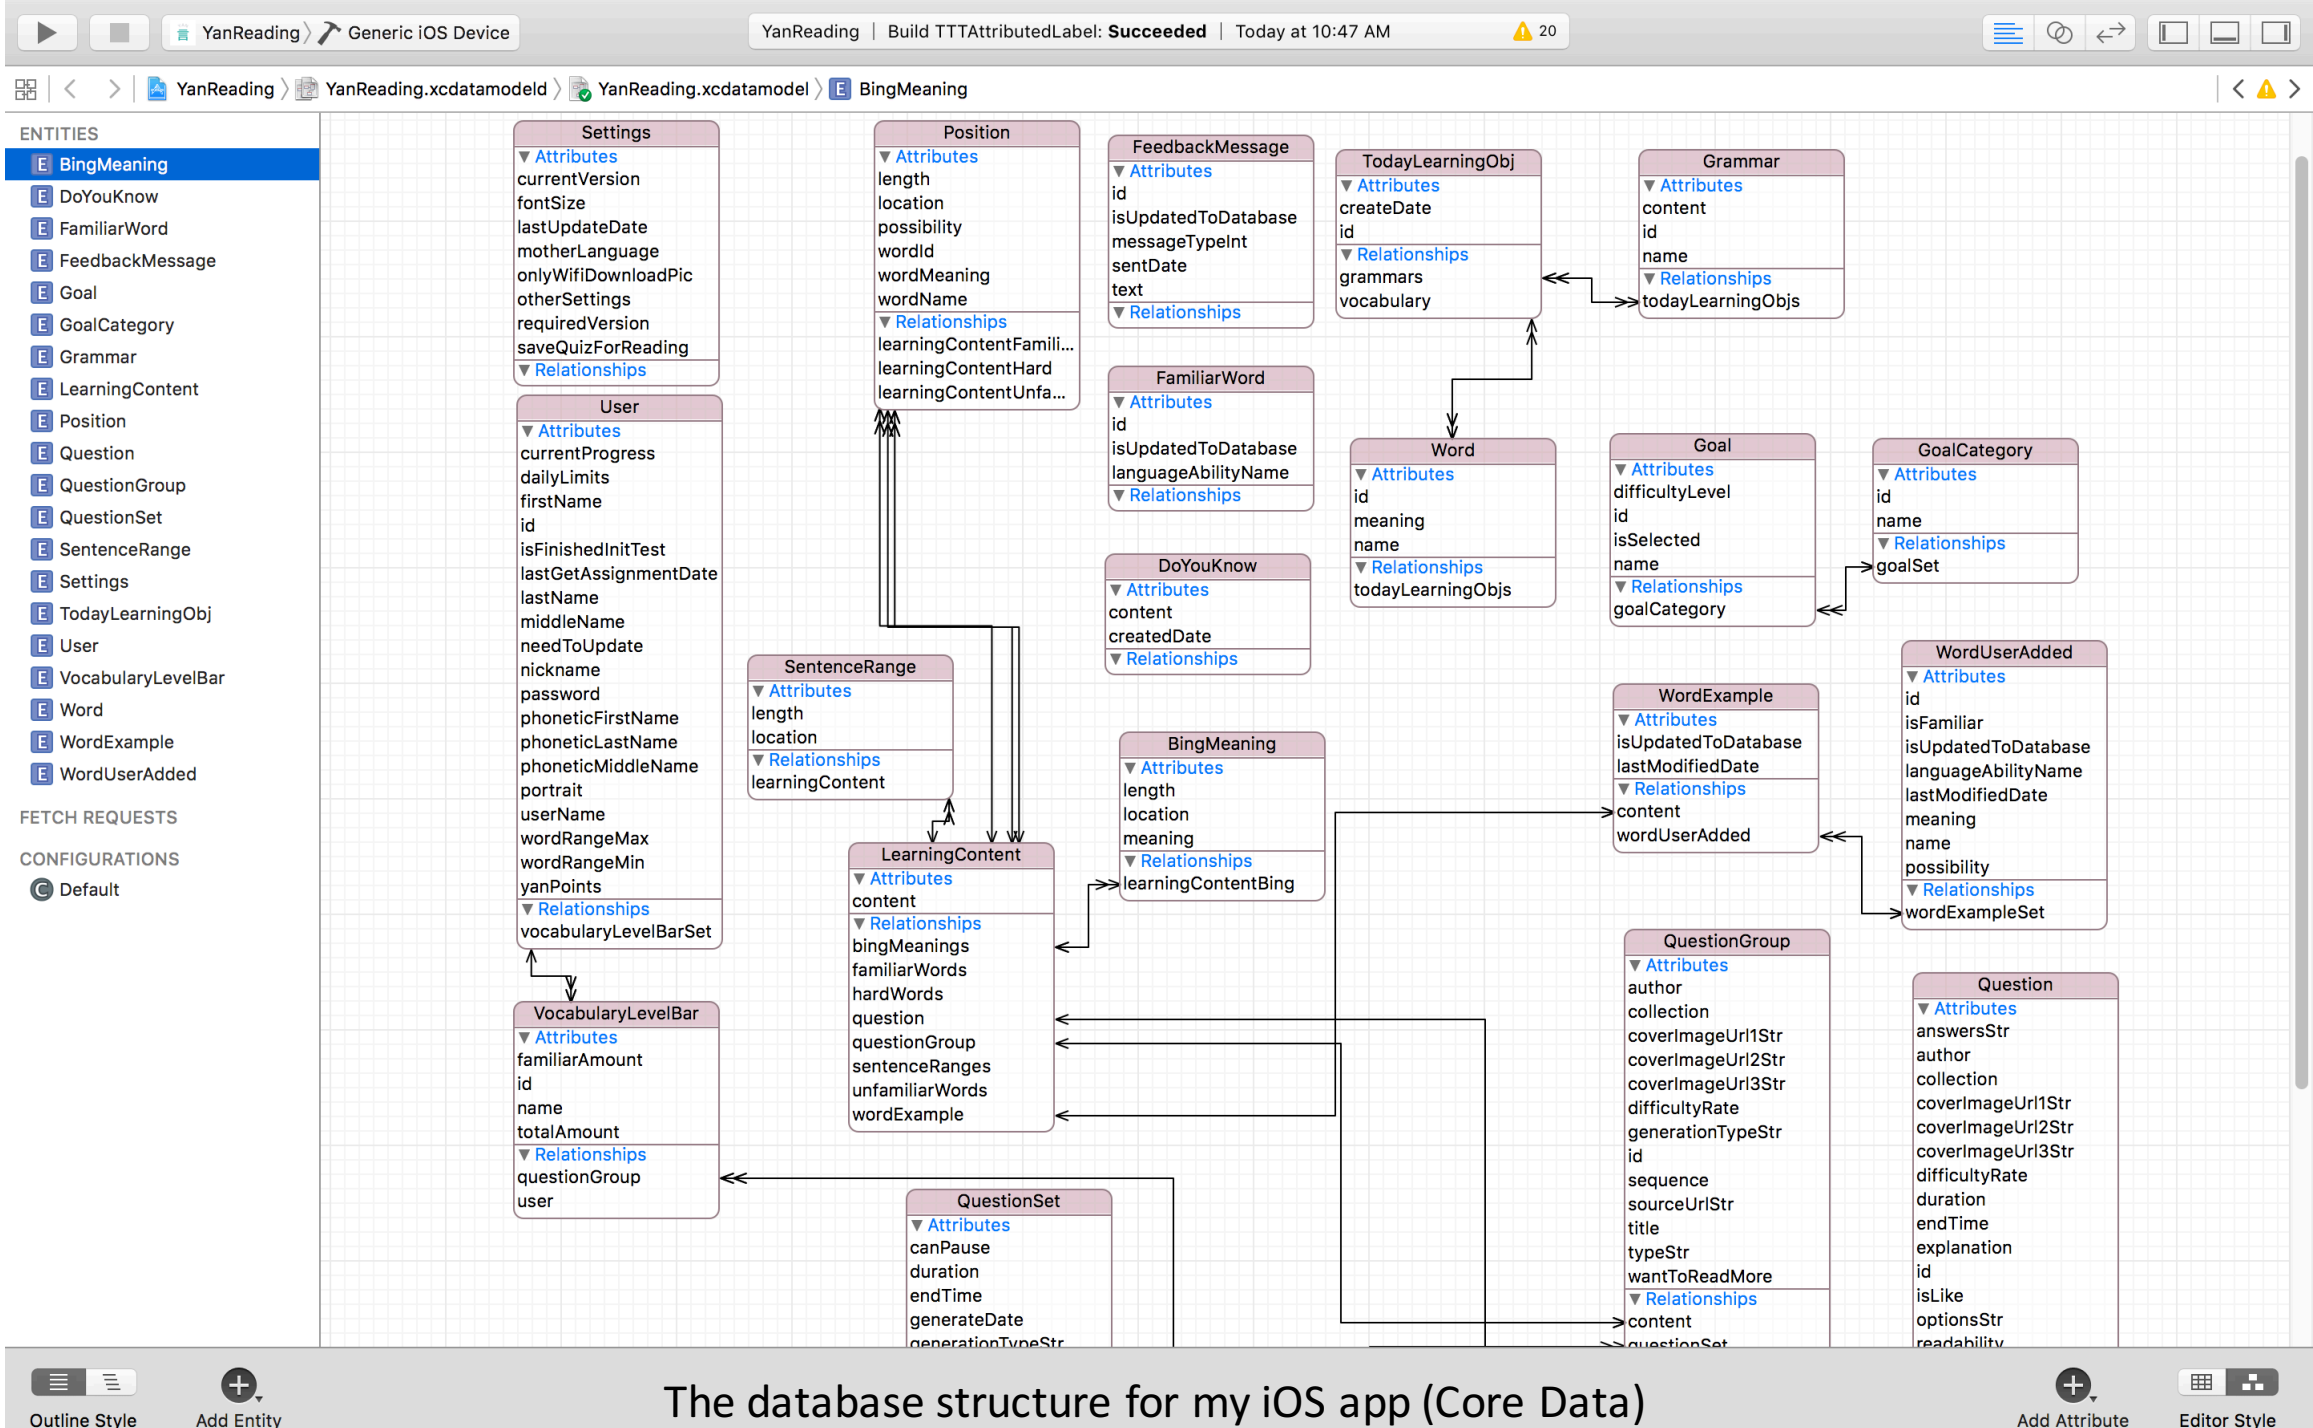 YanReading Generic iOS Device
YanReading | Build TTTAttributedLabel: Succeeded | Today at 10:47 AM 20
YanReading YanReading.xcdatamodeld YanReading.xcdatamodel E BingMeaning
ENTITIES
E BingMeaning
E DoYouKnow
E FamiliarWord
E FeedbackMessage
E Goal
E GoalCategory
E Grammar
E LearningContent
E Position
E Question
E QuestionGroup
E QuestionSet
E SentenceRange
E Settings
E TodayLearningObj
E User
E VocabularyLevelBar
E Word
E WordExample
E WordUserAdded
FETCH REQUESTS
CONFIGURATIONS
C Default
Settings
Attributes
currentVersion
fontSize
lastUpdateDate
motherLanguage
onlyWifiDownloadPic
otherSettings
requiredVersion
saveQuizForReading
Relationships
User
Attributes
currentProgress
dailyLimits
firstName
id
isFinishedInitTest
lastGetAssignmentDate
lastName
middleName
needToUpdate
nickname
password
phoneticFirstName
phoneticLastName
phoneticMiddleName
portrait
userName
wordRangeMax
wordRangeMin
yanPoints
Relationships
vocabularyLevelBarSet
VocabularyLevelBar
Attributes
familiarAmount
id
name
totalAmount
Relationships
questionGroup
user
Position
Attributes
length
location
possibility
wordId
wordMeaning
wordName
Relationships
learningContentFamili...
learningContentHard
learningContentUnfa...
SentenceRange
Attributes
length
location
Relationships
learningContent
LearningContent
Attributes
content
Relationships
bingMeanings
familiarWords
hardWords
question
questionGroup
sentenceRanges
unfamiliarWords
wordExample
QuestionSet
Attributes
canPause
duration
endTime
generateDate
generationTypeStr
FeedbackMessage
Attributes
id
isUpdatedToDatabase
messageTypeInt
sentDate
text
Relationships
FamiliarWord
Attributes
id
isUpdatedToDatabase
languageAbilityName
Relationships
DoYouKnow
Attributes
content
createdDate
Relationships
BingMeaning
Attributes
length
location
meaning
Relationships
learningContentBing
TodayLearningObj
Attributes
createDate
id
Relationships
grammars
vocabulary
Word
Attributes
id
meaning
name
Relationships
todayLearningObjs
Grammar
Attributes
content
id
name
Relationships
todayLearningObjs
Goal
Attributes
difficultyLevel
id
isSelected
name
Relationships
goalCategory
GoalCategory
Attributes
id
name
Relationships
goalSet
WordExample
Attributes
isUpdatedToDatabase
lastModifiedDate
Relationships
content
wordUserAdded
WordUserAdded
Attributes
id
isFamiliar
isUpdatedToDatabase
languageAbilityName
lastModifiedDate
meaning
name
possibility
Relationships
wordExampleSet
QuestionGroup
Attributes
author
collection
coverImageUrl1Str
coverImageUrl2Str
coverImageUrl3Str
difficultyRate
generationTypeStr
id
sequence
sourceUrlStr
title
typeStr
wantToReadMore
Relationships
content
questionSet
Question
Attributes
answersStr
author
collection
coverImageUrl1Str
coverImageUrl2Str
coverImageUrl3Str
difficultyRate
duration
endTime
explanation
id
isLike
optionsStr
readability
Outline Style
Add Entity
The database structure for my iOS app (Core Data)
Add Attribute
Editor Style